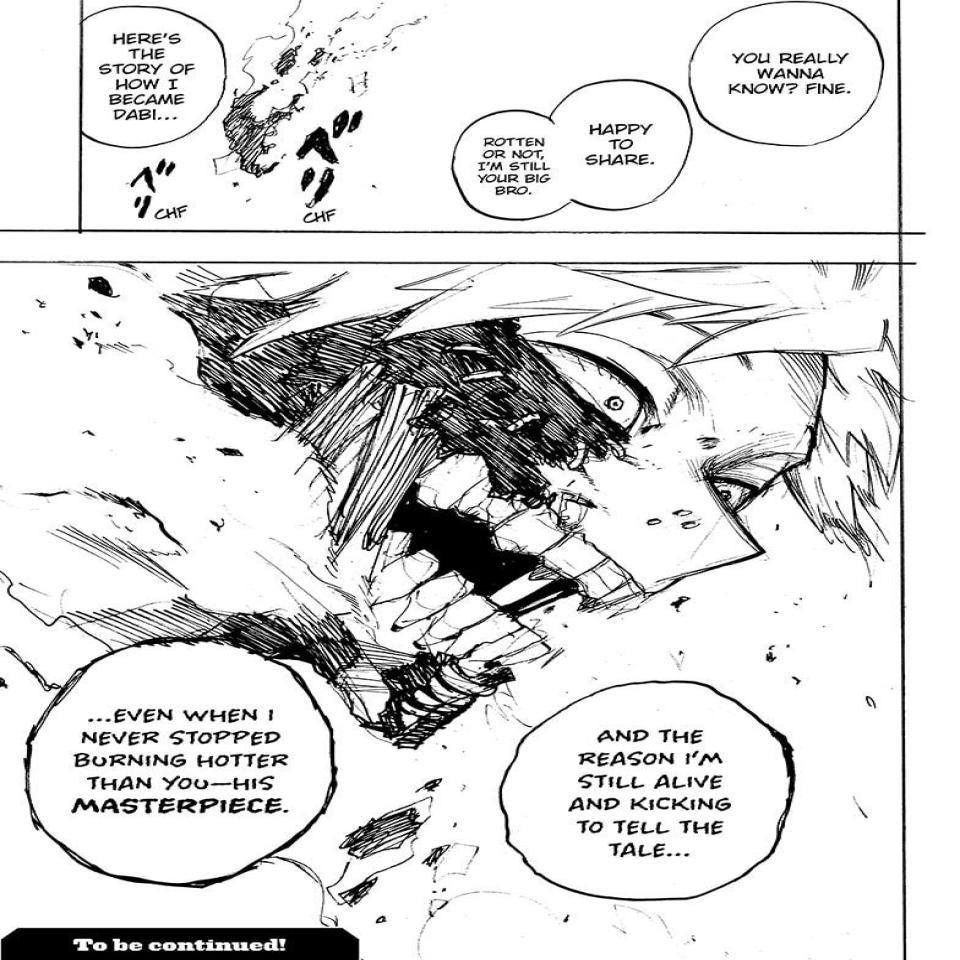 YOU REALLY
WANNA
KNOW? FINE.
HAPPY
TO
SHARE.
ROTTEN
OR NOT,
I'M STILL
YOUR BIG
BRO.
HERE'S
THE
STORY OF
HOW I
BECAME
DABI...
CHF
CHF
AND THE
REASON I'M
STILL ALIVE
AND KICKING
TO TELL THE
TALE...
...EVEN WHEN I
NEVER STOPPED
BURNING HOTTER
THAN YOU—HIS
MASTERPIECE.
To be continued!